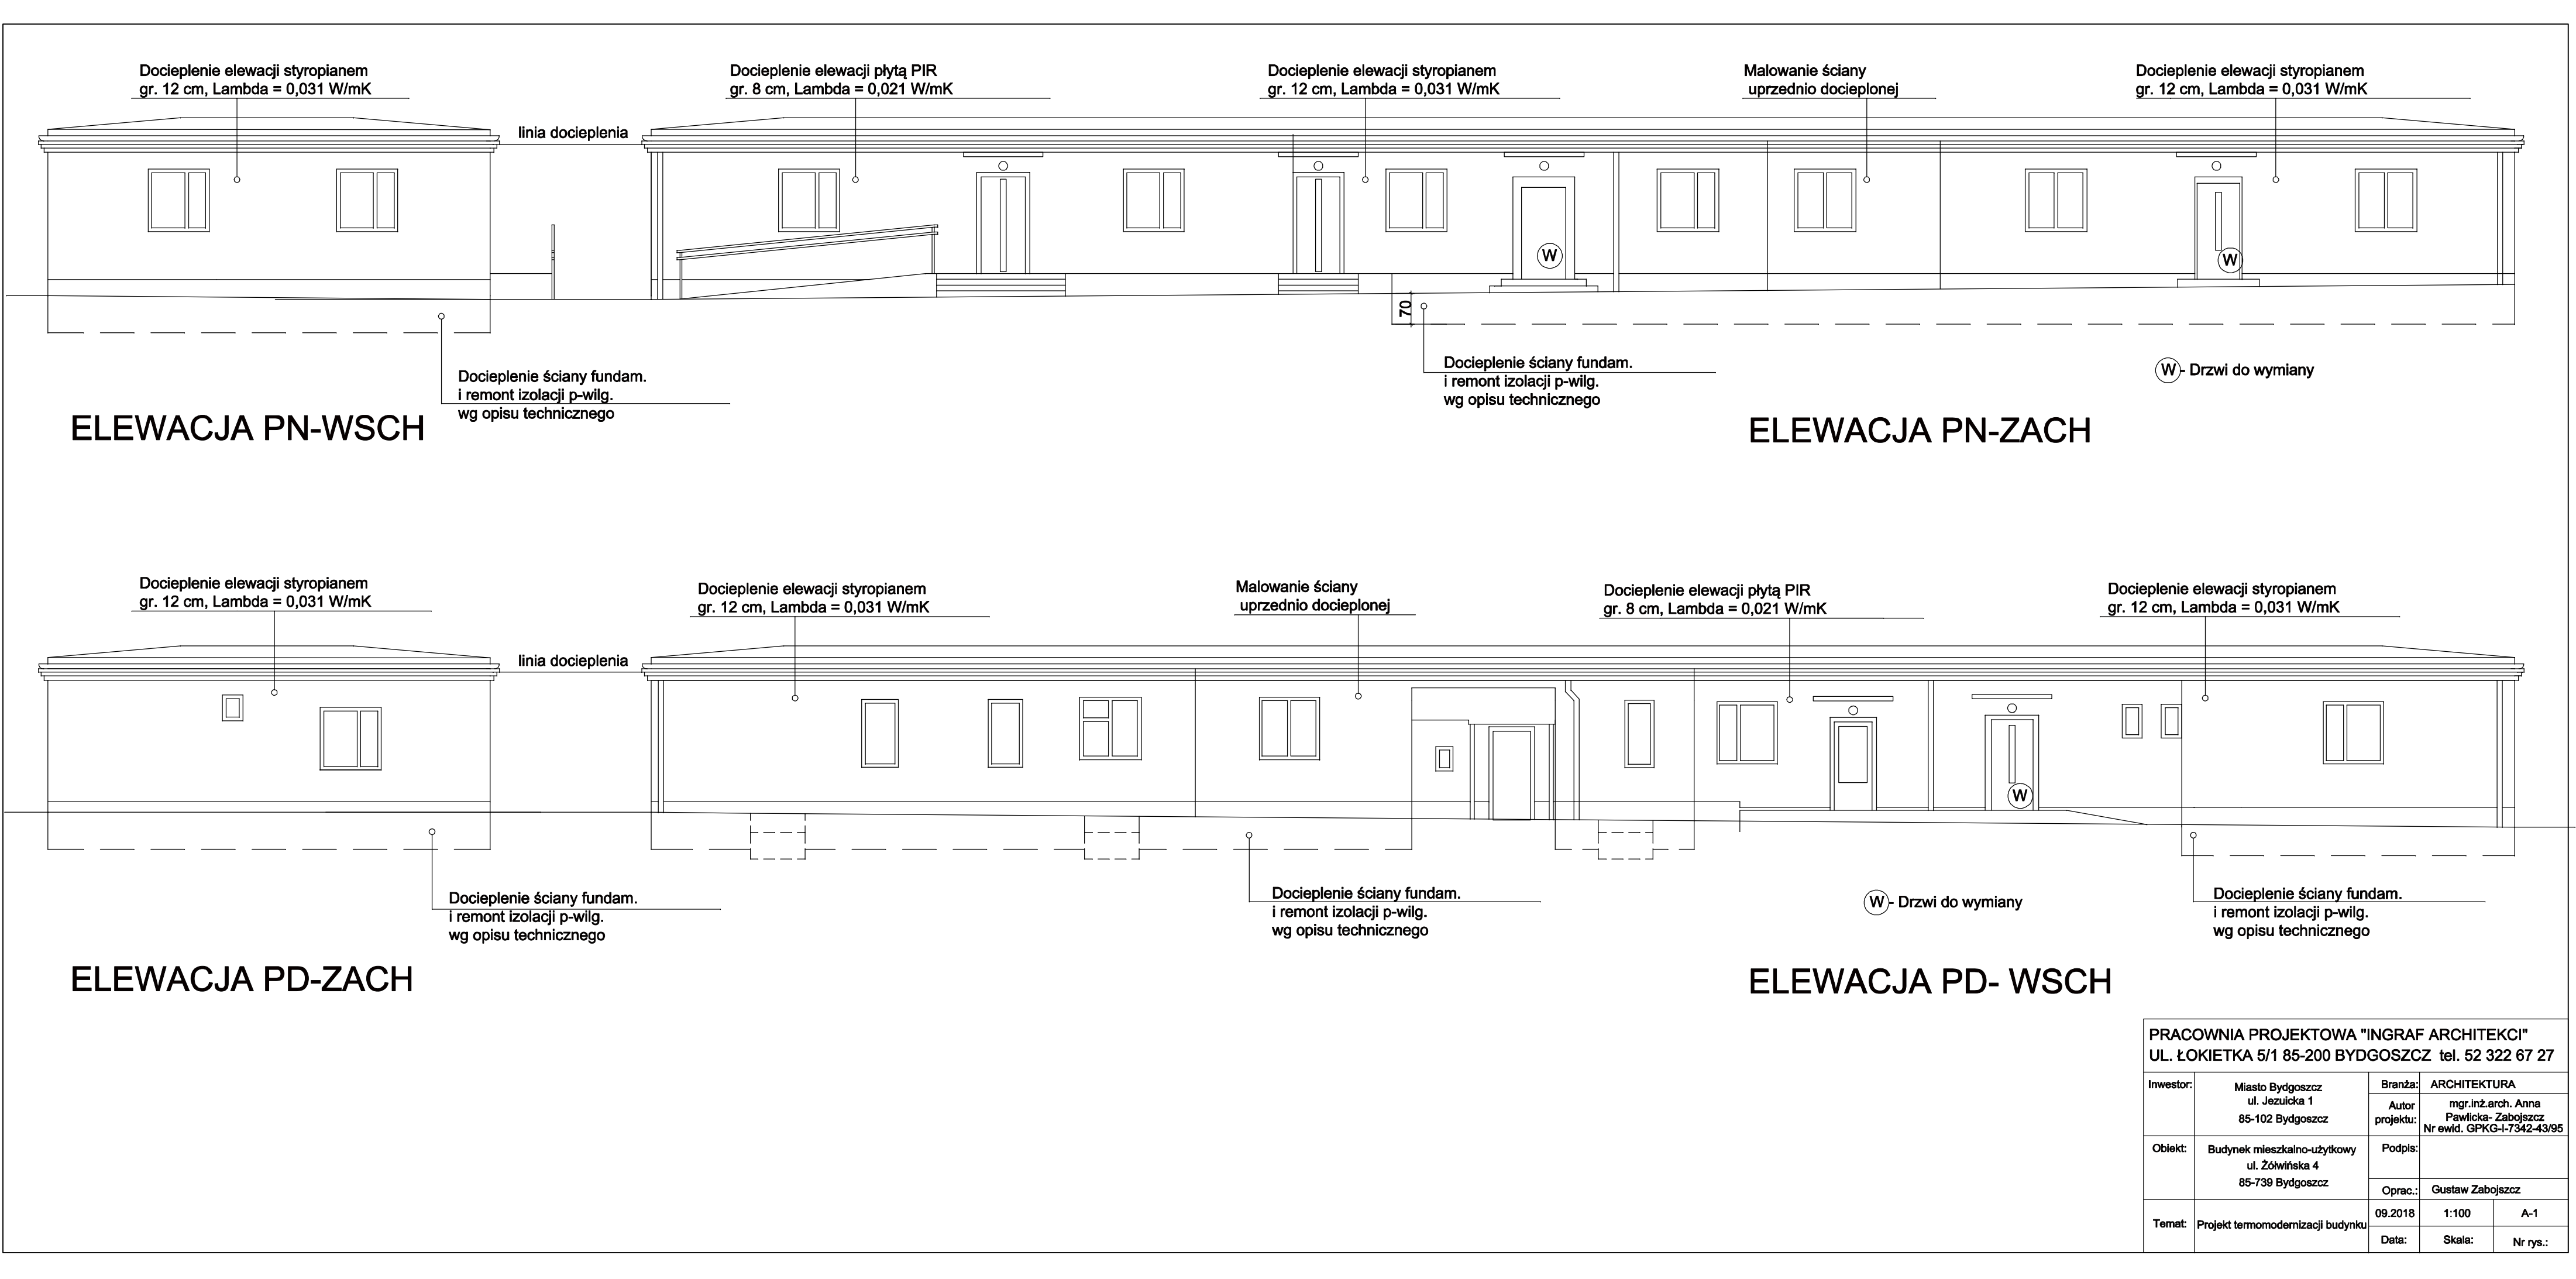 Docieplenie elewacji styropianem
gr. 12 cm, Lambda = 0,031 W/mK
Docieplenie elewacji płytą PIR
gr. 8 cm, Lambda = 0,021 W/mK
Docieplenie elewacji styropianem
gr. 12 cm, Lambda = 0,031 W/mK
Malowanie ściany
uprzednio docieplonej
Docieplenie elewacji styropianem
gr. 12 cm, Lambda = 0,031 W/mK
linia docieplenia
W
W
70
Docieplenie ściany fundam.
i remont izolacji p-wilg.
wg opisu technicznego
Docieplenie ściany fundam.
i remont izolacji p-wilg.
wg opisu technicznego
W - Drzwi do wymiany
ELEWACJA PN-WSCH
ELEWACJA PN-ZACH
Docieplenie elewacji styropianem
gr. 12 cm, Lambda = 0,031 W/mK
Docieplenie elewacji styropianem
gr. 12 cm, Lambda = 0,031 W/mK
Malowanie ściany
uprzednio docieplonej
Docieplenie elewacji płytą PIR
gr. 8 cm, Lambda = 0,021 W/mK
Docieplenie elewacji styropianem
gr. 12 cm, Lambda = 0,031 W/mK
linia docieplenia
W
Docieplenie ściany fundam.
i remont izolacji p-wilg.
wg opisu technicznego
Docieplenie ściany fundam.
i remont izolacji p-wilg.
wg opisu technicznego
W - Drzwi do wymiany
Docieplenie ściany fundam.
i remont izolacji p-wilg.
wg opisu technicznego
ELEWACJA PD-ZACH
ELEWACJA PD- WSCH
PRACOWNIA PROJEKTOWA "INGRAF ARCHITEKCI"
UL. ŁOKIETKA 5/1 85-200 BYDGOSZCZ tel. 52 322 67 27
Inwestor:
Miasto Bydgoszcz
ul. Jezuicka 1
85-102 Bydgoszcz
Branża:
ARCHITEKTURA
Autor
projektu:
mgr.inż.arch. Anna
Pawlicka- Zabojszcz
Nr ewid. GPKG-I-7342-43/95
Obiekt:
Budynek mieszkalno-użytkowy
ul. Żółwińska 4
85-739 Bydgoszcz
Podpis:
Oprac.:
Gustaw Zabojszcz
Temat:
Projekt termomodernizacji budynku
09.2018
1:100
A-1
Data:
Skala:
Nr rys.: